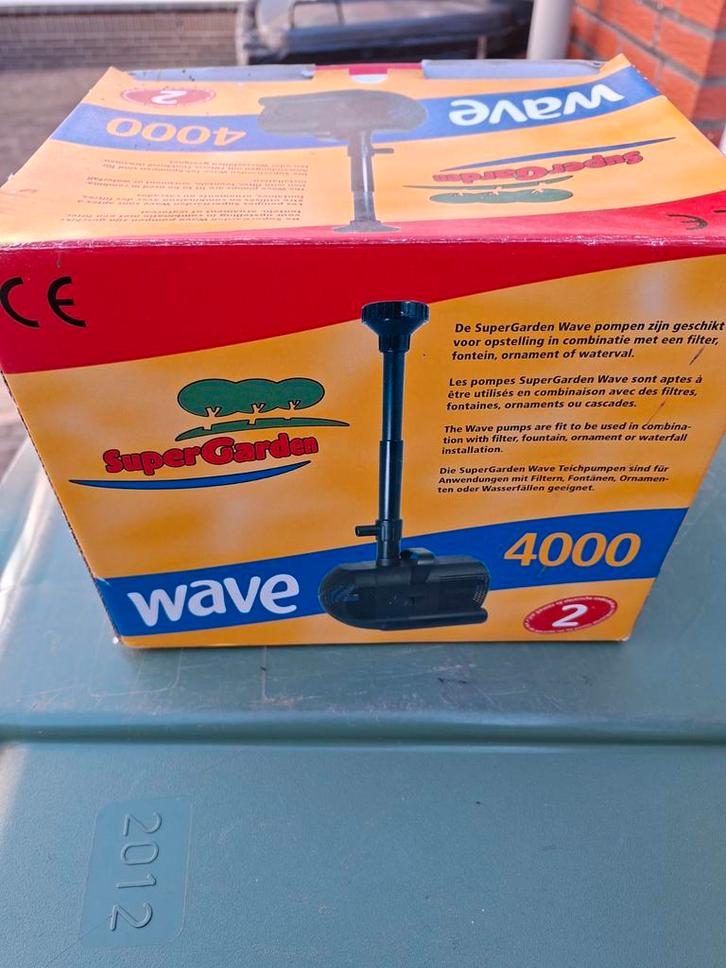 wave
4000
2
SuperGarden
CE
De SuperGarden Wave pompen zijn geschikt
voor opstelling in combinatie met een filter,
fontein, ornament of waterval.
Les pompes SuperGarden Wave sont aptes à
être utilisés en combinaison avec des filtres,
fontaines, ornaments ou cascades.
The Wave pumps are fit to be used in combina-
tion with filter, fountain, ornament or waterfall
installation.
Die SuperGarden Wave Teichpumpen sind für
Anwendungen mit Filtern, Fontänen, Ornamen-
ten oder Wasserfällen geeignet.
SuperGarden
wave
4000
2
2012